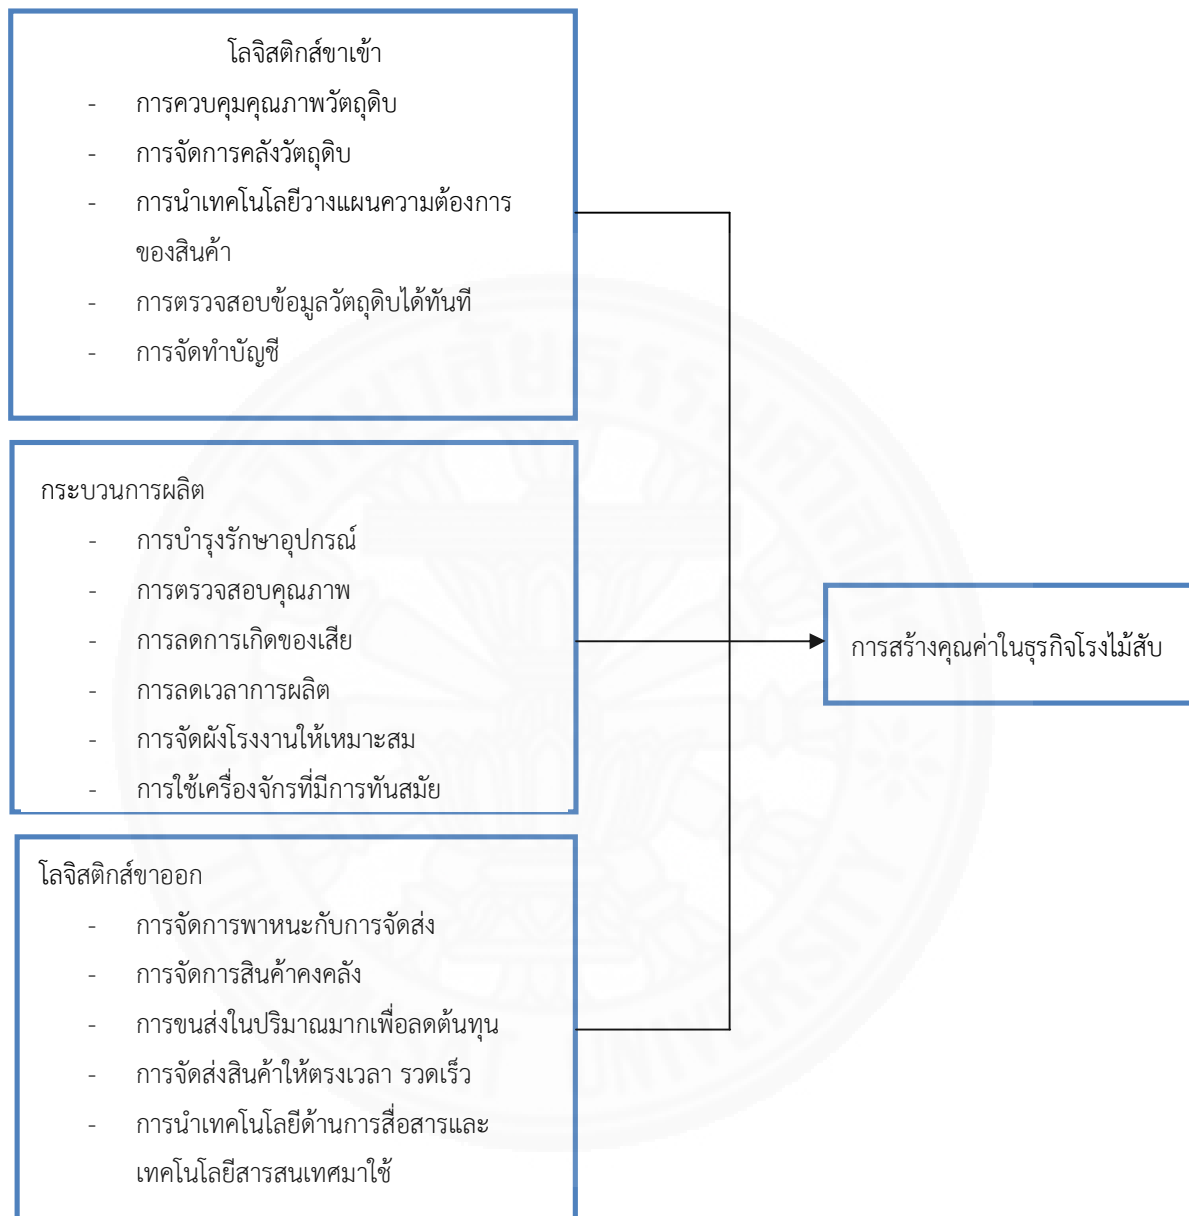 โลจิสติกส์ขาเข้า
- การควบคุมคุณภาพวัตถุดิบ
- การจัดการคลังวัตถุดิบ
- การนำเทคโนโลยีวางแผนความต้องการ
ของสินค้า
- การตรวจสอบข้อมูลวัตถุดิบได้ทันที
- การจัดทำบัญชี
กระบวนการผลิต
- การบำรุงรักษาอุปกรณ์
- การตรวจสอบคุณภาพ
- การลดการเกิดของเสีย
- การลดเวลาการผลิต
- การจัดผังโรงงานให้เหมาะสม
- การใช้เครื่องจักรที่มีการทันสมัย
การสร้างคุณค่าในธุรกิจโรงไม้สับ
โลจิสติกส์ขาออก
- การจัดการพาหนะกับการจัดส่ง
- การจัดการสินค้าคงคลัง
- การขนส่งในปริมาณมากเพื่อลดต้นทุน
- การจัดส่งสินค้าให้ตรงเวลา รวดเร็ว
- การนำเทคโนโลยีด้านการสื่อสารและ
เทคโนโลยีสารสนเทศมาใช้